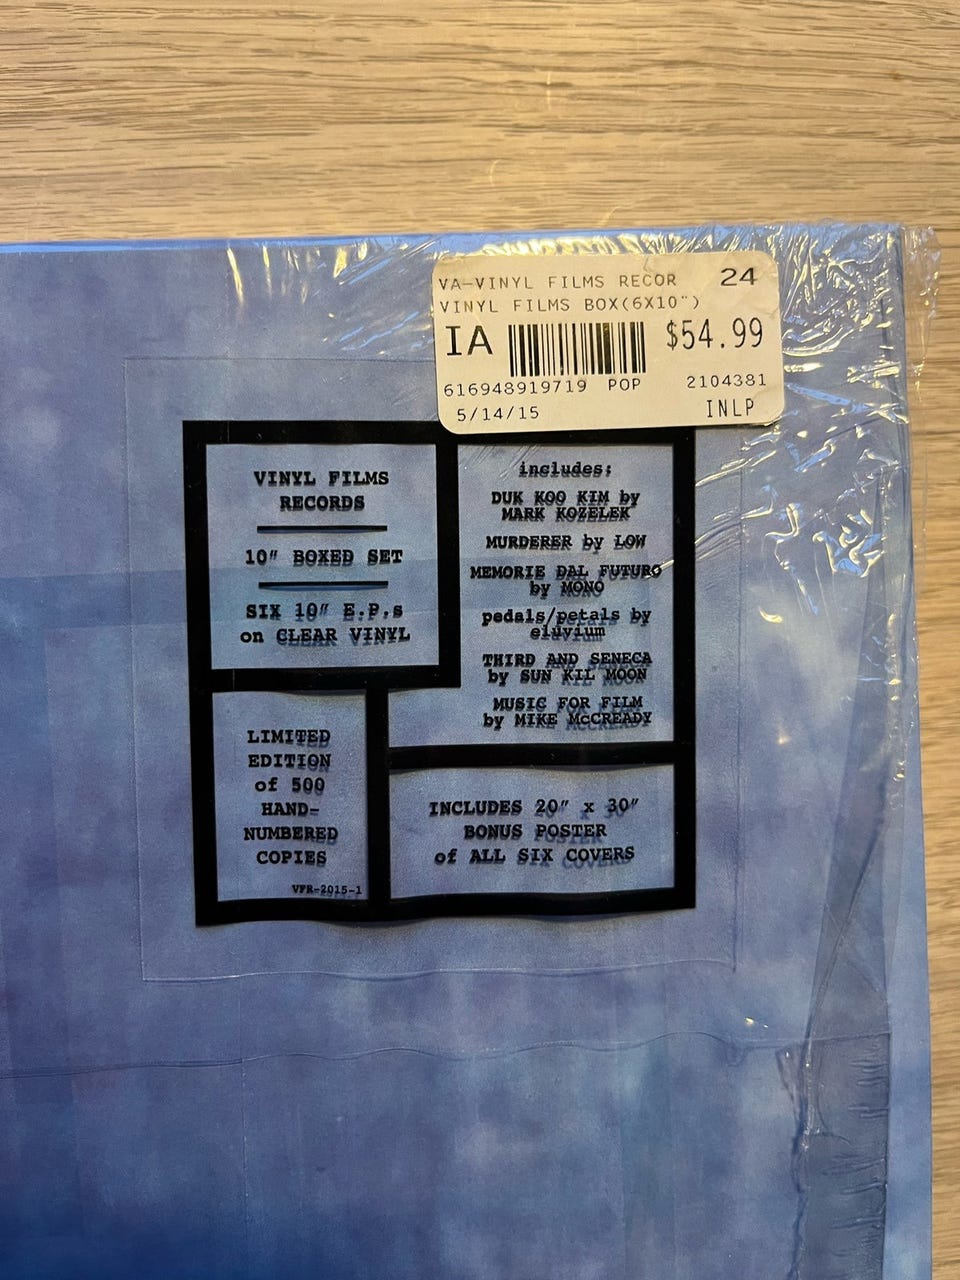 VA-VINYL FILMS RECOR 24
VINYL FILMS BOX(6X10")
IA $54.99
616948919719 POP 2104381
5/14/15 INLP
VINYL FILMS
RECORDS
10" BOXED SET
SIX 10" E.P.s
on CLEAR VINYL
includes:
DUK KOO KIM by
MARK KOZELEK
MURDERER by LOW
MEMORIE DAL FUTURO
by MONO
pedals/petals by
eluvium
THIRD AND SENECA
by SUN KIL MOON
MUSIC FOR FILM
by MIKE McCREADY
LIMITED
EDITION
of 500
HAND-
NUMBERED
COPIES
VFR-2015-1
INCLUDES 20" x 30"
BONUS POSTER
of ALL SIX COVERS